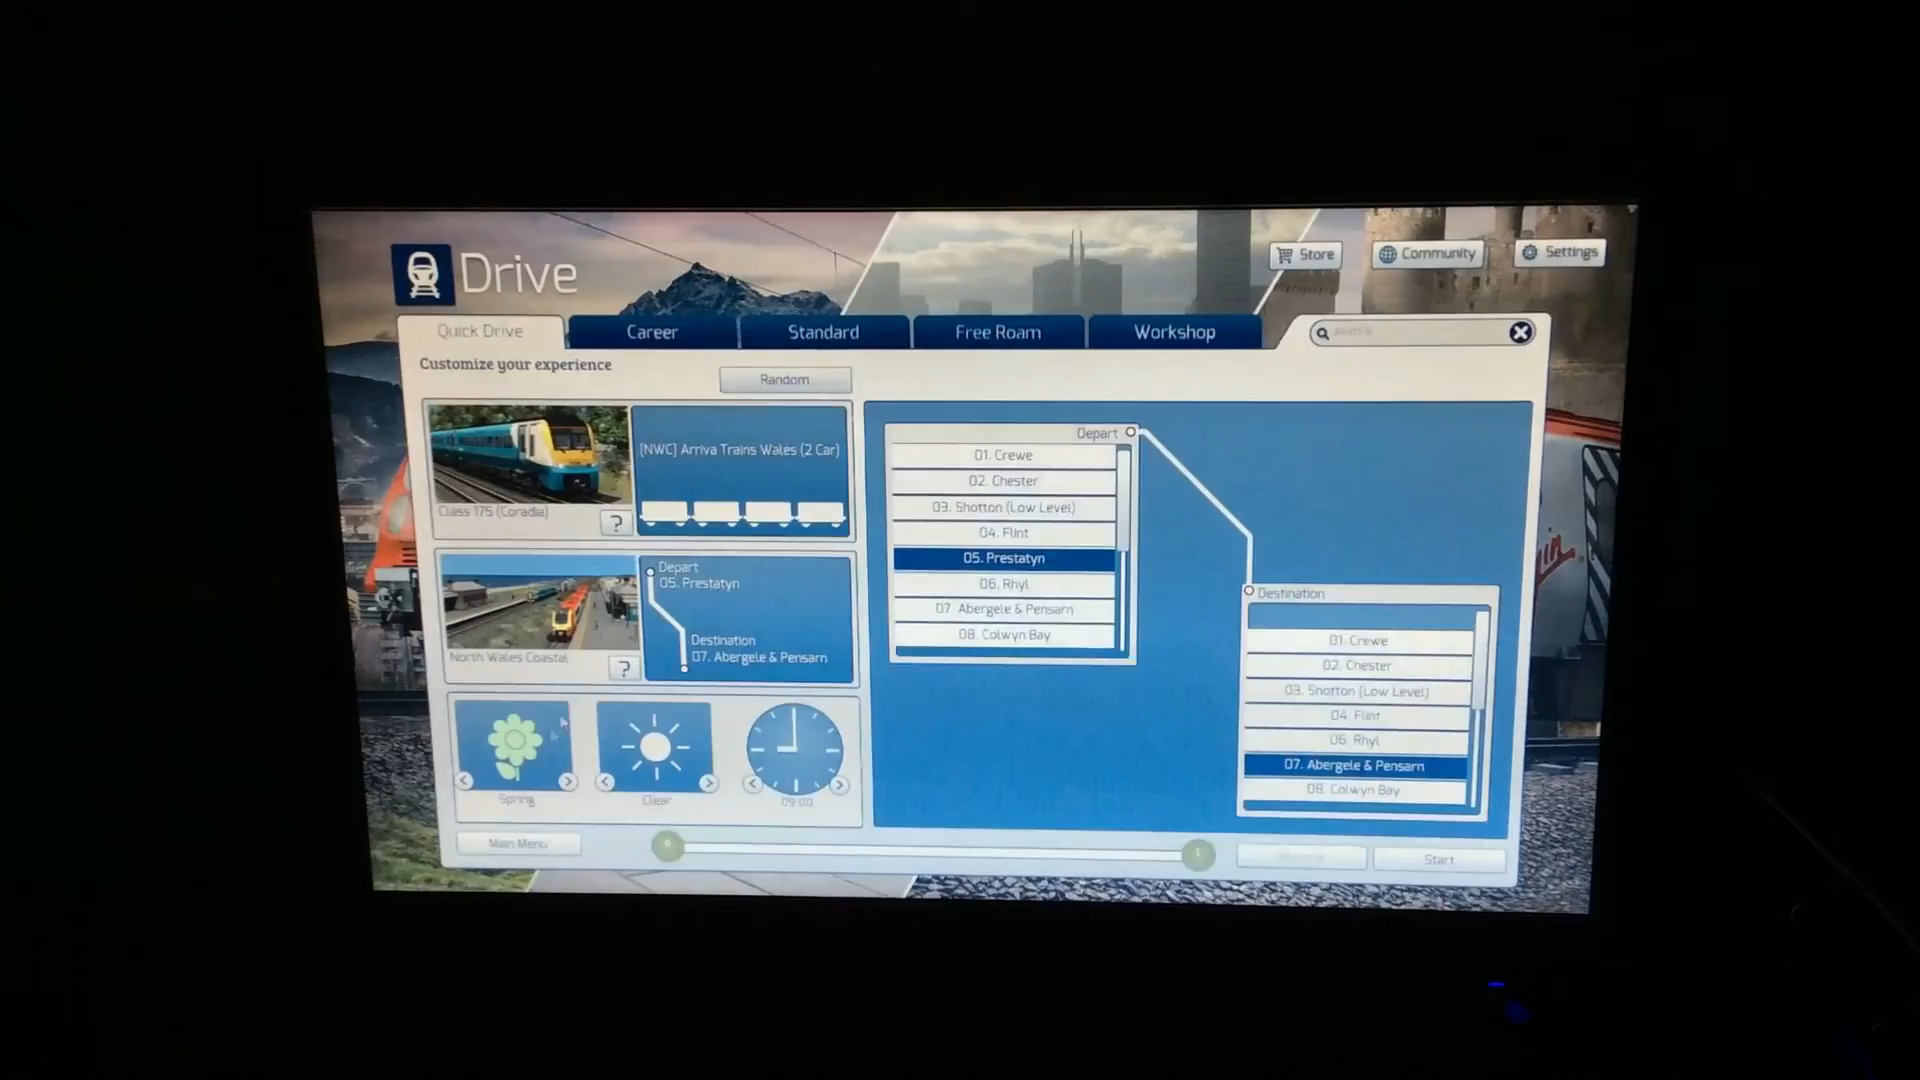 Drive
Store
Community
Settings
Quick Drive
Career
Standard
Free Roam
Workshop
Customize your experience
Random
[NWC] Arriva Trains Wales (2 Car)
Class 175 (Coradia)
?
Depart
05. Prestatyn
Destination
07. Abergele & Pensarn
North Wales Coastal
?
Spring
Clear
09:00
Depart
01. Crewe
02. Chester
03. Shotton (Low Level)
04. Flint
05. Prestatyn
06. Rhyl
07. Abergele & Pensarn
08. Colwyn Bay
Destination
01. Crewe
02. Chester
03. Shotton (Low Level)
04. Flint
06. Rhyl
07. Abergele & Pensarn
08. Colwyn Bay
Main Menu
Start